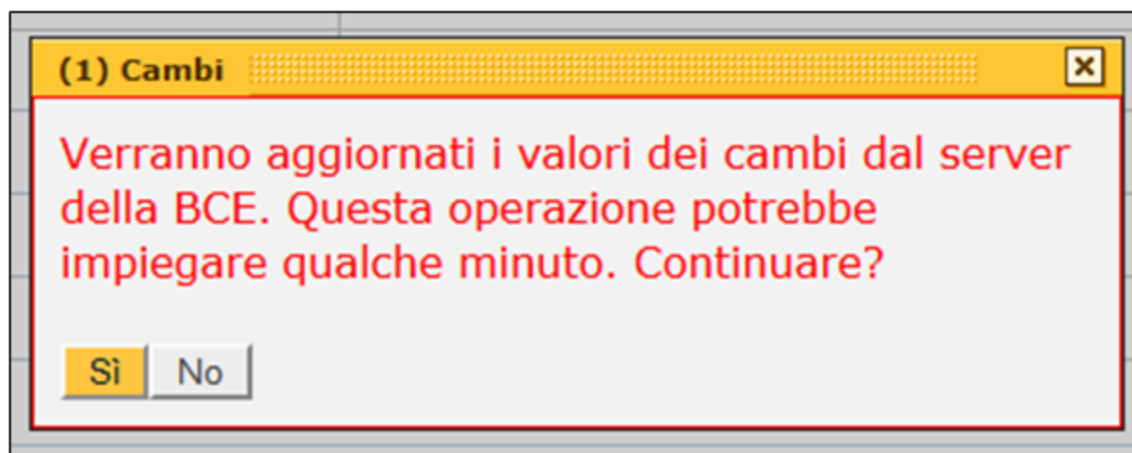 (1) Cambi
Verranno aggiornati i valori dei cambi dal server
della BCE. Questa operazione potrebbe
impiegare qualche minuto. Continuare?
Sì No